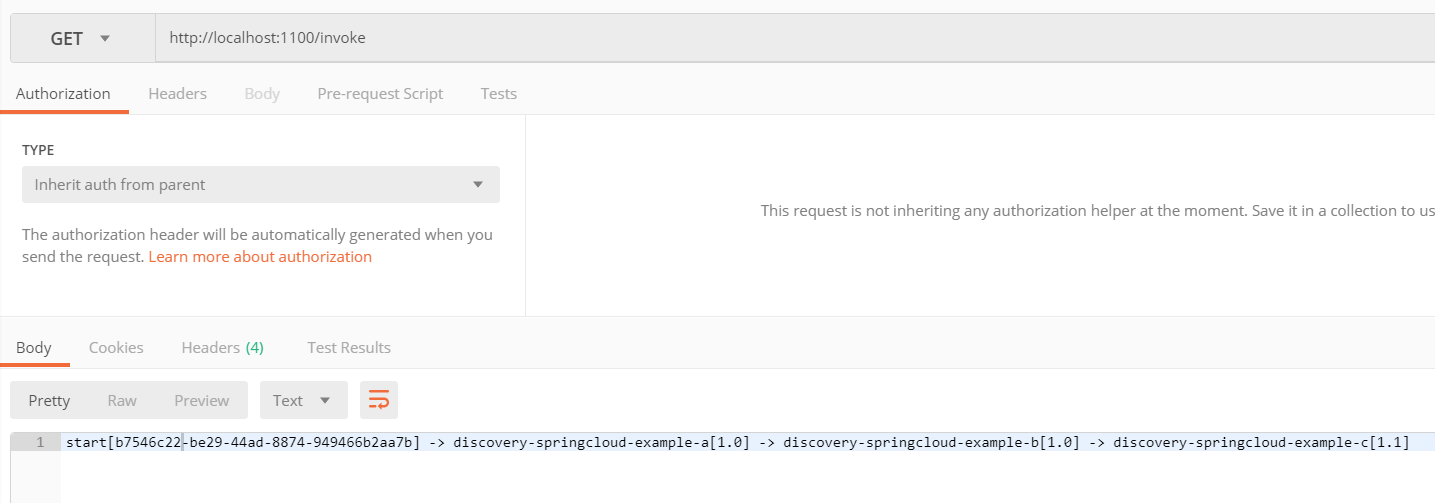 GET http://localhost:1100/invoke
Authorization Headers Body Pre-request Script Tests
TYPE
Inherit auth from parent
This request is not inheriting any authorization helper at the moment. Save it in a collection to us
The authorization header will be automatically generated when you
send the request. Learn more about authorization
Body Cookies Headers (4) Test Results
Pretty Raw Preview Text
1 start[b7546c22-be29-44ad-8874-949466b2aa7b] -> discovery-springcloud-example-a[1.0] -> discovery-springcloud-example-b[1.0] -> discovery-springcloud-example-c[1.1]